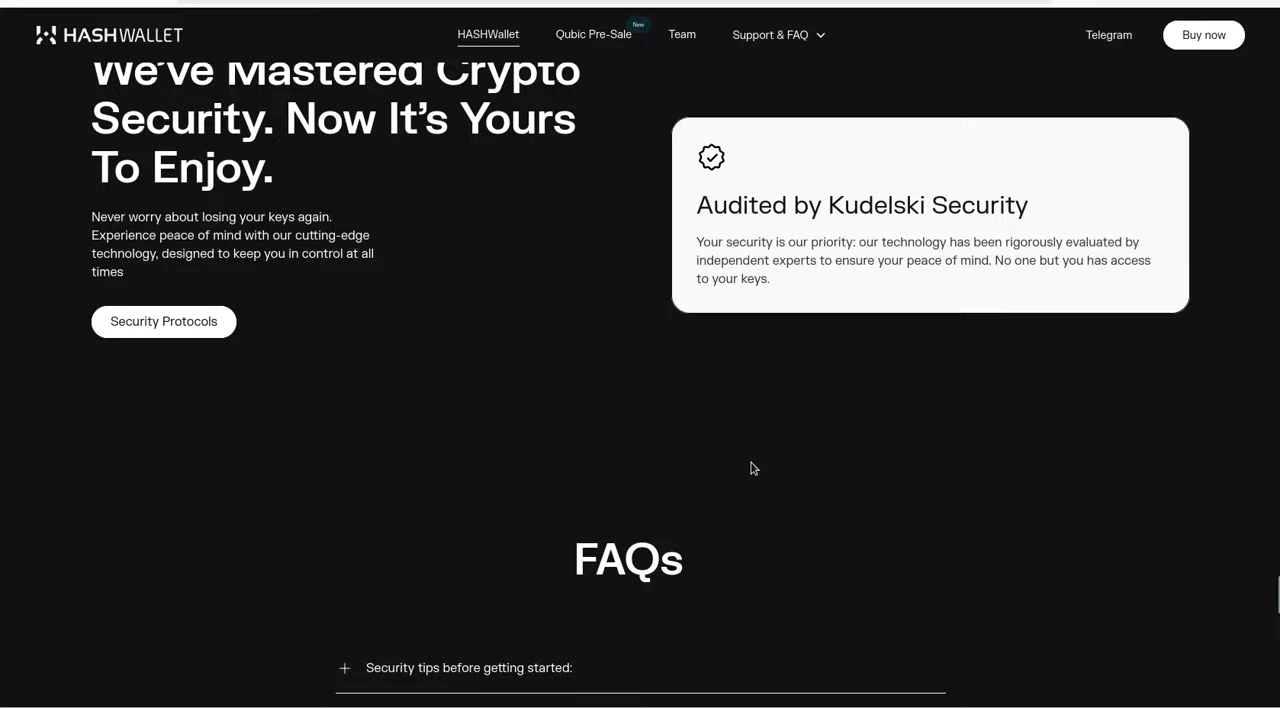 HASHWALLET
HASHWallet
Qubic Pre-Sale
New
Team
Support & FAQ
Telegram
Buy now
We've Mastered Crypto
Security. Now It's Yours
To Enjoy.
Never worry about losing your keys again.
Experience peace of mind with our cutting-edge
technology, designed to keep you in control at all
times
Security Protocols
Audited by Kudelski Security
Your security is our priority: our technology has been rigorously evaluated by
independent experts to ensure your peace of mind. No one but you has access
to your keys.
FAQs
Security tips before getting started: